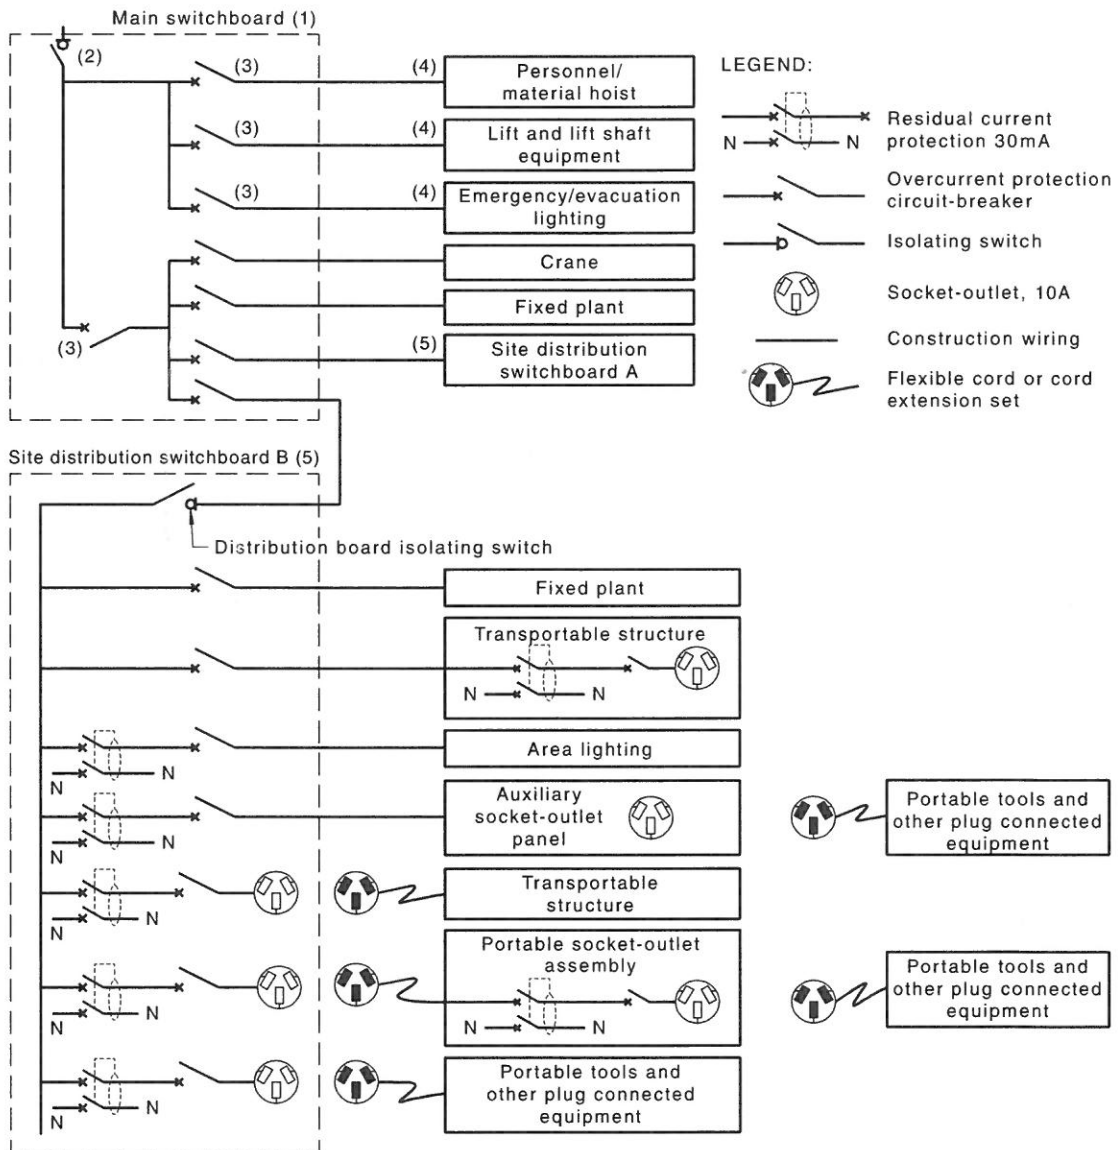 Main switchboard (1)
(2)
(3)
(4)
Personnel/
material hoist
(3)
(4)
Lift and lift shaft
equipment
(3)
(4)
Emergency/evacuation
lighting
Crane
Fixed plant
(3)
(5)
Site distribution
switchboard A
LEGEND:
N
N
Residual current
protection 30mA
Overcurrent protection
circuit-breaker
Isolating switch
Socket-outlet, 10A
Construction wiring
Flexible cord or cord
extension set
Site distribution switchboard B (5)
Distribution board isolating switch
Fixed plant
Transportable structure
N
N
Area lighting
N
N
Auxiliary
socket-outlet
panel
N
N
Portable tools and
other plug connected
equipment
Transportable
structure
N
N
Portable socket-outlet
assembly
N
N
N
N
Portable tools and
other plug connected
equipment
Portable tools and
other plug connected
equipment
N
N